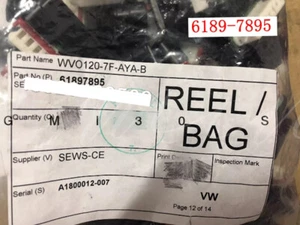 6189-7895
Part Name WVO120-7F-AYA-B
Part No (P) 61897895
SE
REEL /
BAG
Quantity (Q)
G M I 3 0 S
Supplier (V) SEWS-CE
Print D
Inspection Mark
Serial (S) A1800012-007
VW
Page 12 of 14